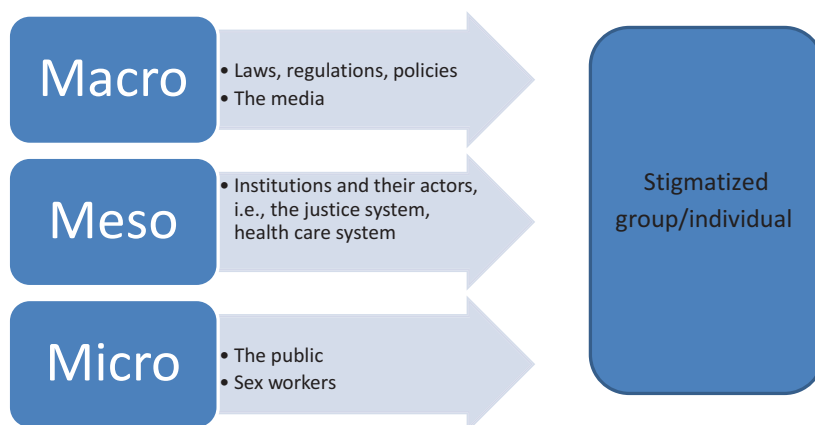 Macro
• Laws, regulations, policies
• The media
Meso
• Institutions and their actors,
i.e., the justice system,
health care system
Micro
• The public
• Sex workers
Stigmatized
group/individual